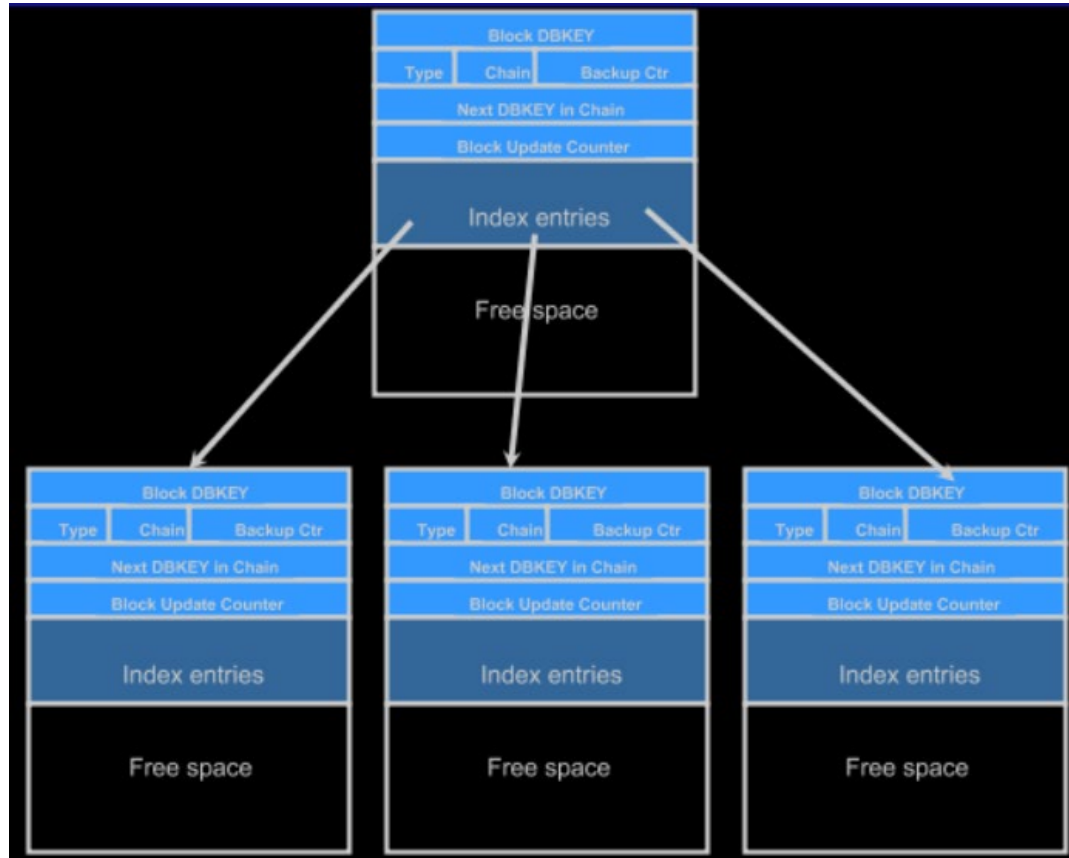 Block DBKEY
Type Chain Backup Ctr
Next DBKEY in Chain
Block Update Counter
Index entries
Free space
Block DBKEY
Type Chain Backup Ctr
Next DBKEY in Chain
Block Update Counter
Index entries
Free space
Block DBKEY
Type Chain Backup Ctr
Next DBKEY in Chain
Block Update Counter
Index entries
Free space
Block DBKEY
Type Chain Backup Ctr
Next DBKEY in Chain
Block Update Counter
Index entries
Free space